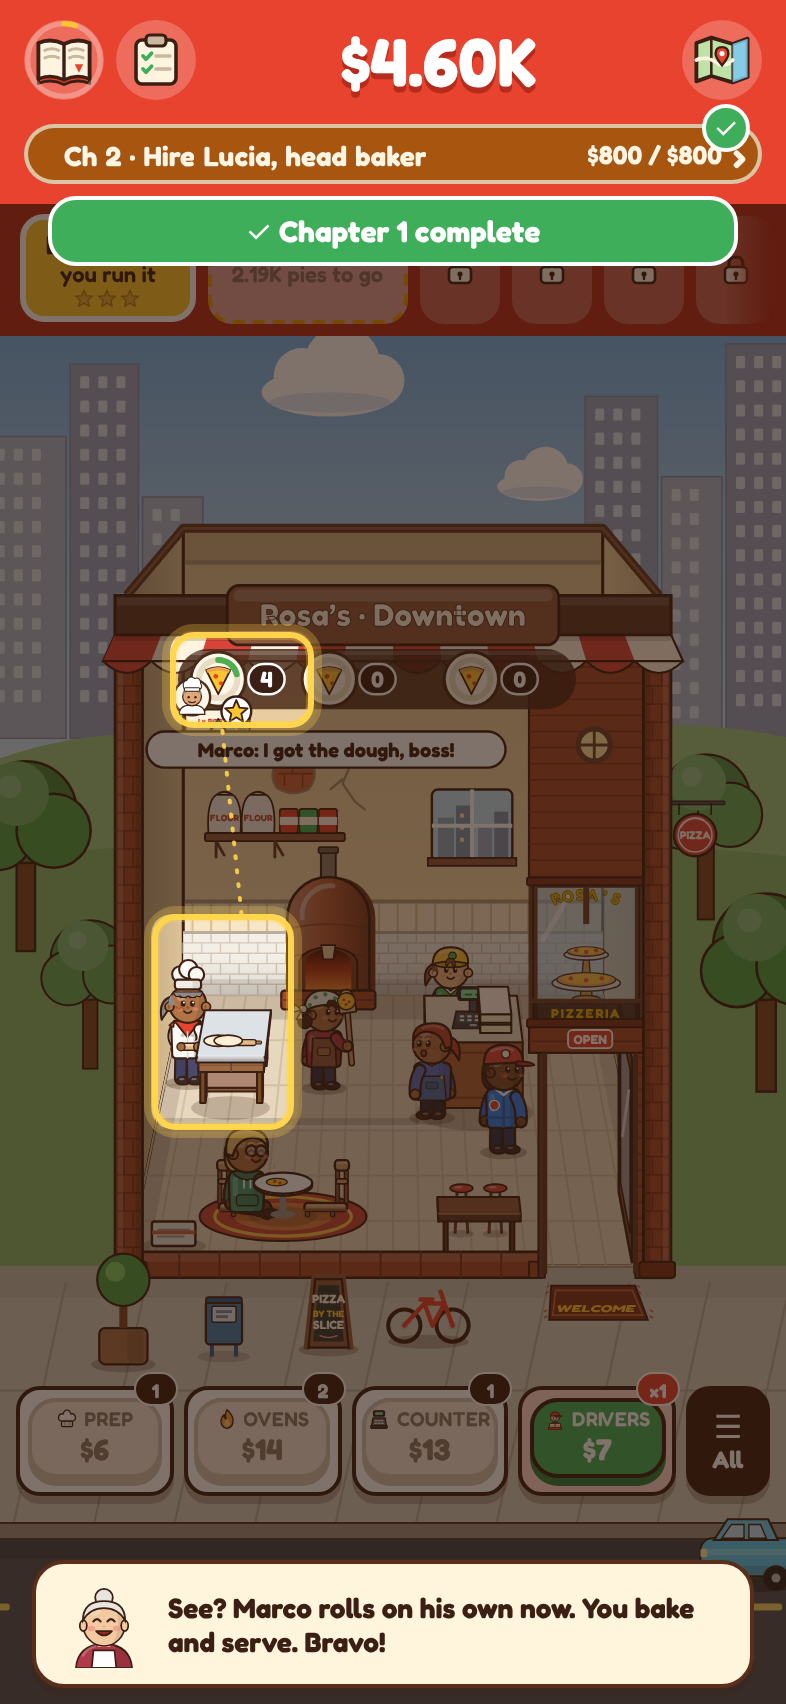 $4.60K
Ch 2 · Hire Lucia, head baker
$800 / $800
Chapter 1 complete
you run it
2.19K pies to go
Rosa's · Downtown
4
0
0
Marco: I got the dough, boss!
FLOUR
FLOUR
PIZZA
ROSA'S
PIZZERIA
OPEN
PIZZA
BY THE
SLICE
WELCOME
1
2
1
x1
PREP
OVENS
COUNTER
DRIVERS
$6
$14
$13
$7
All
See? Marco rolls on his own now. You bake
and serve. Bravo!